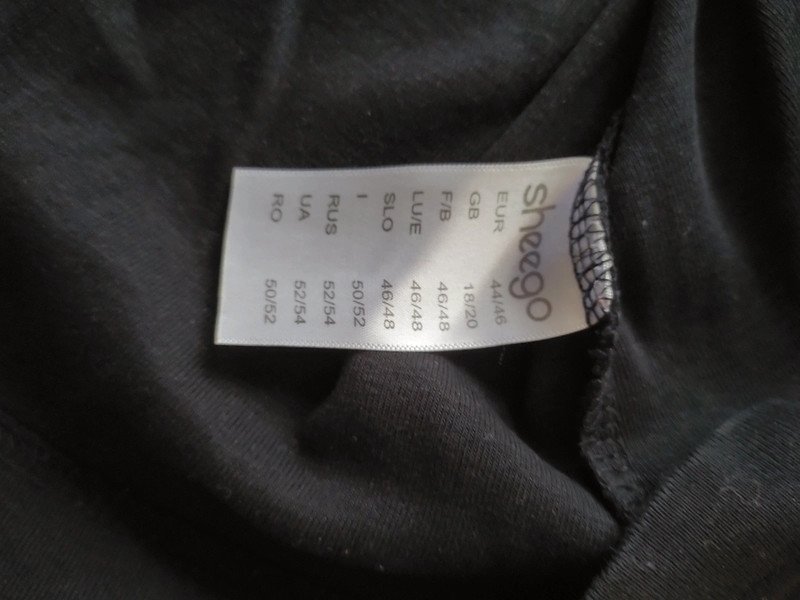 sheego
EUR 44/46
GB 18/20
F/B 46/48
LU/E 46/48
SLO 46/48
I 50/52
RUS 52/54
UA 52/54
RO 50/52